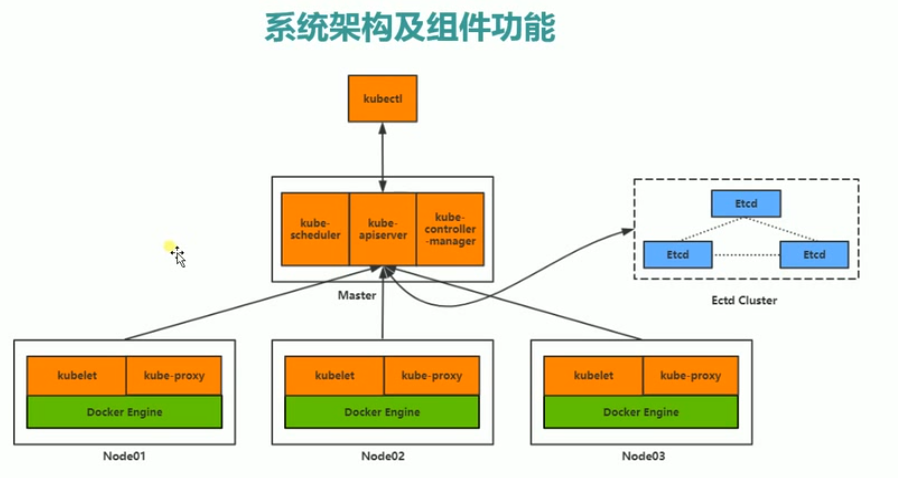 系统架构及组件功能
kubectl
kube-
scheduler
kube-
apiserver
kube-
controller
-manager
Master
Etcd
Etcd
Etcd
Ectd Cluster
kubelet
kube-proxy
Docker Engine
Node01
kubelet
kube-proxy
Docker Engine
Node02
kubelet
kube-proxy
Docker Engine
Node03